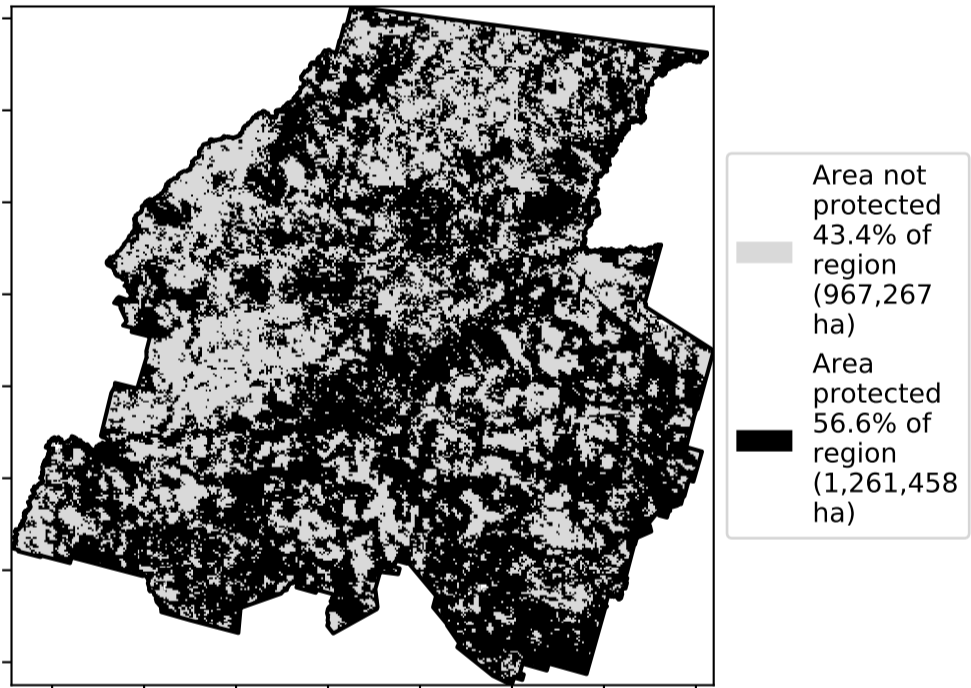 Area not
protected
43.4% of
region
(967,267
ha)
Area
protected
56.6% of
region
(1,261,458
ha)